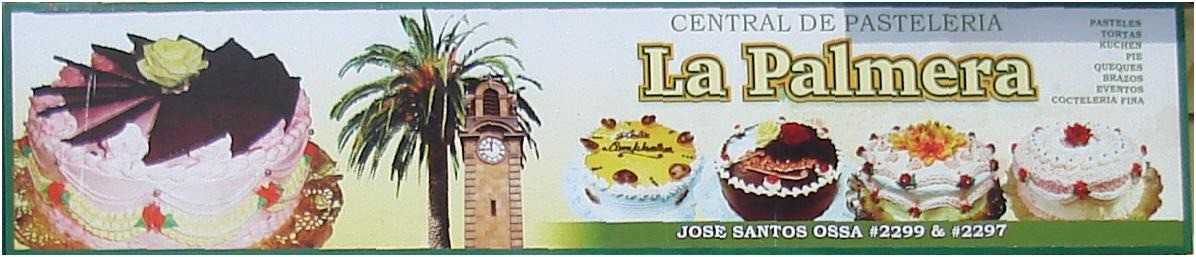 CENTRAL DE PASTELERIA
La Palmera
PASTELES
TORTAS
KUCHEN
PIE
QUEQUES
BRAZOS
EVENTOS
COCTELERIA FINA
JOSE SANTOS OSSA #2299 & #2297